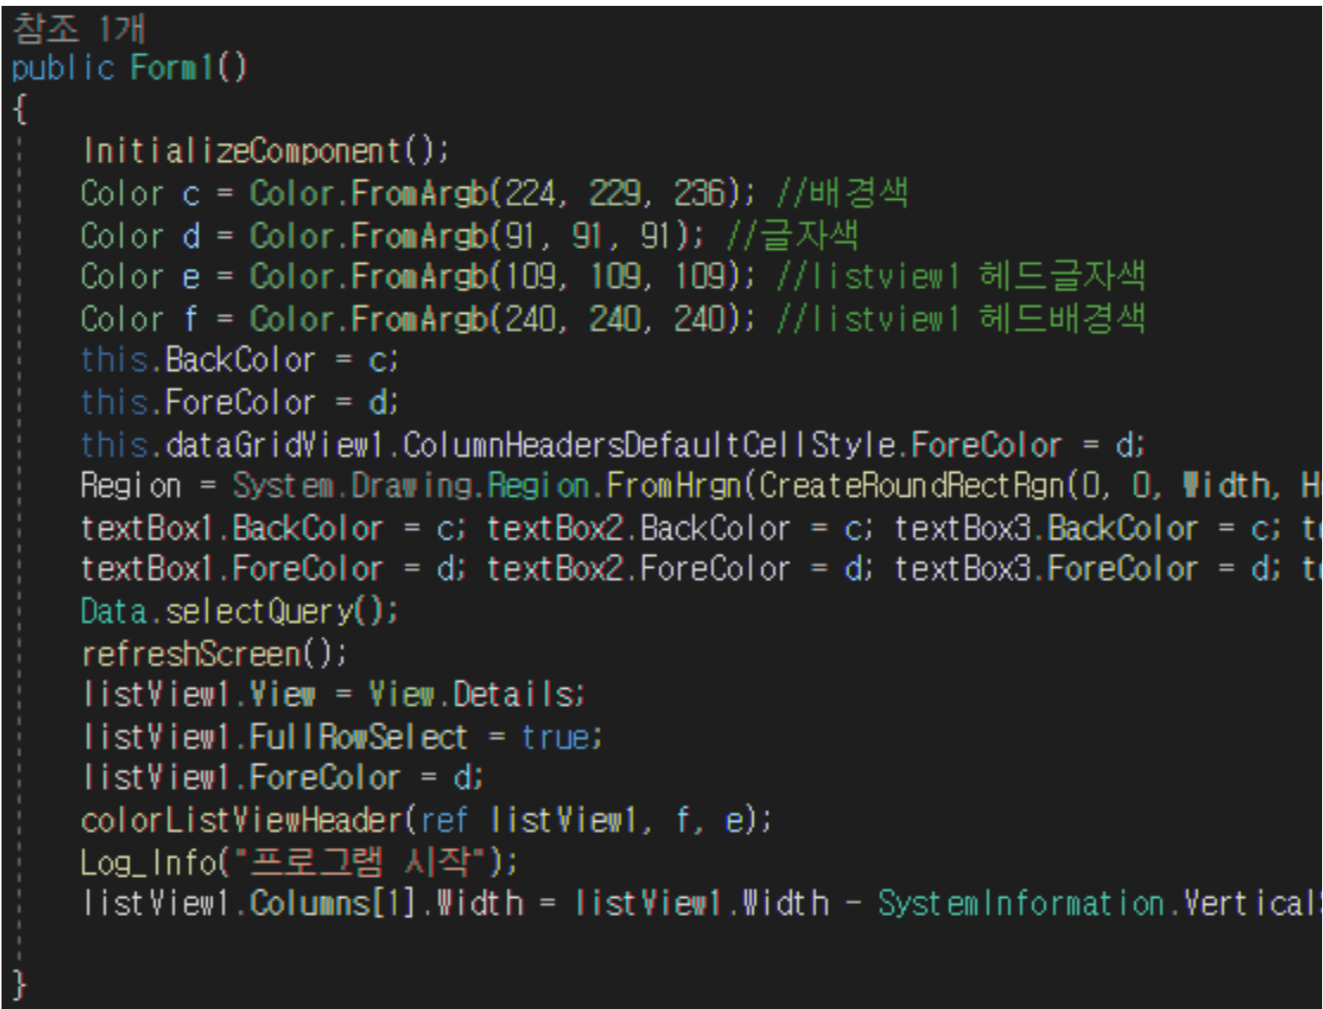 참조 1개
public Form1()
{
InitializeComponent();
Color c = Color.FromArgb(224, 229, 236); //배경색
Color d = Color.FromArgb(91, 91, 91); //글자색
Color e = Color.FromArgb(109, 109, 109); //listview1 헤드글자색
Color f = Color.FromArgb(240, 240, 240); //listview1 헤드배경색
this.BackColor = c;
this.ForeColor = d;
this.dataGridView1.ColumnHeadersDefaultCellStyle.ForeColor = d;
Region = System.Drawing.Region.FromHrgn(CreateRoundRectRgn(0, 0, Width,
textBox1.BackColor = c; textBox2.BackColor = c; textBox3.BackColor = c;
textBox1.ForeColor = d; textBox2.ForeColor = d; textBox3.ForeColor = d;
Data.selectQuery();
refreshScreen();
listView1.View = View.Details;
listView1.FullRowSelect = true;
listView1.ForeColor = d;
colorListViewHeader(ref listView1, f, e);
Log_Info("프로그램 시작");
listView1.Columns[1].Width = listView1.Width - SystemInformation.Vertical
}